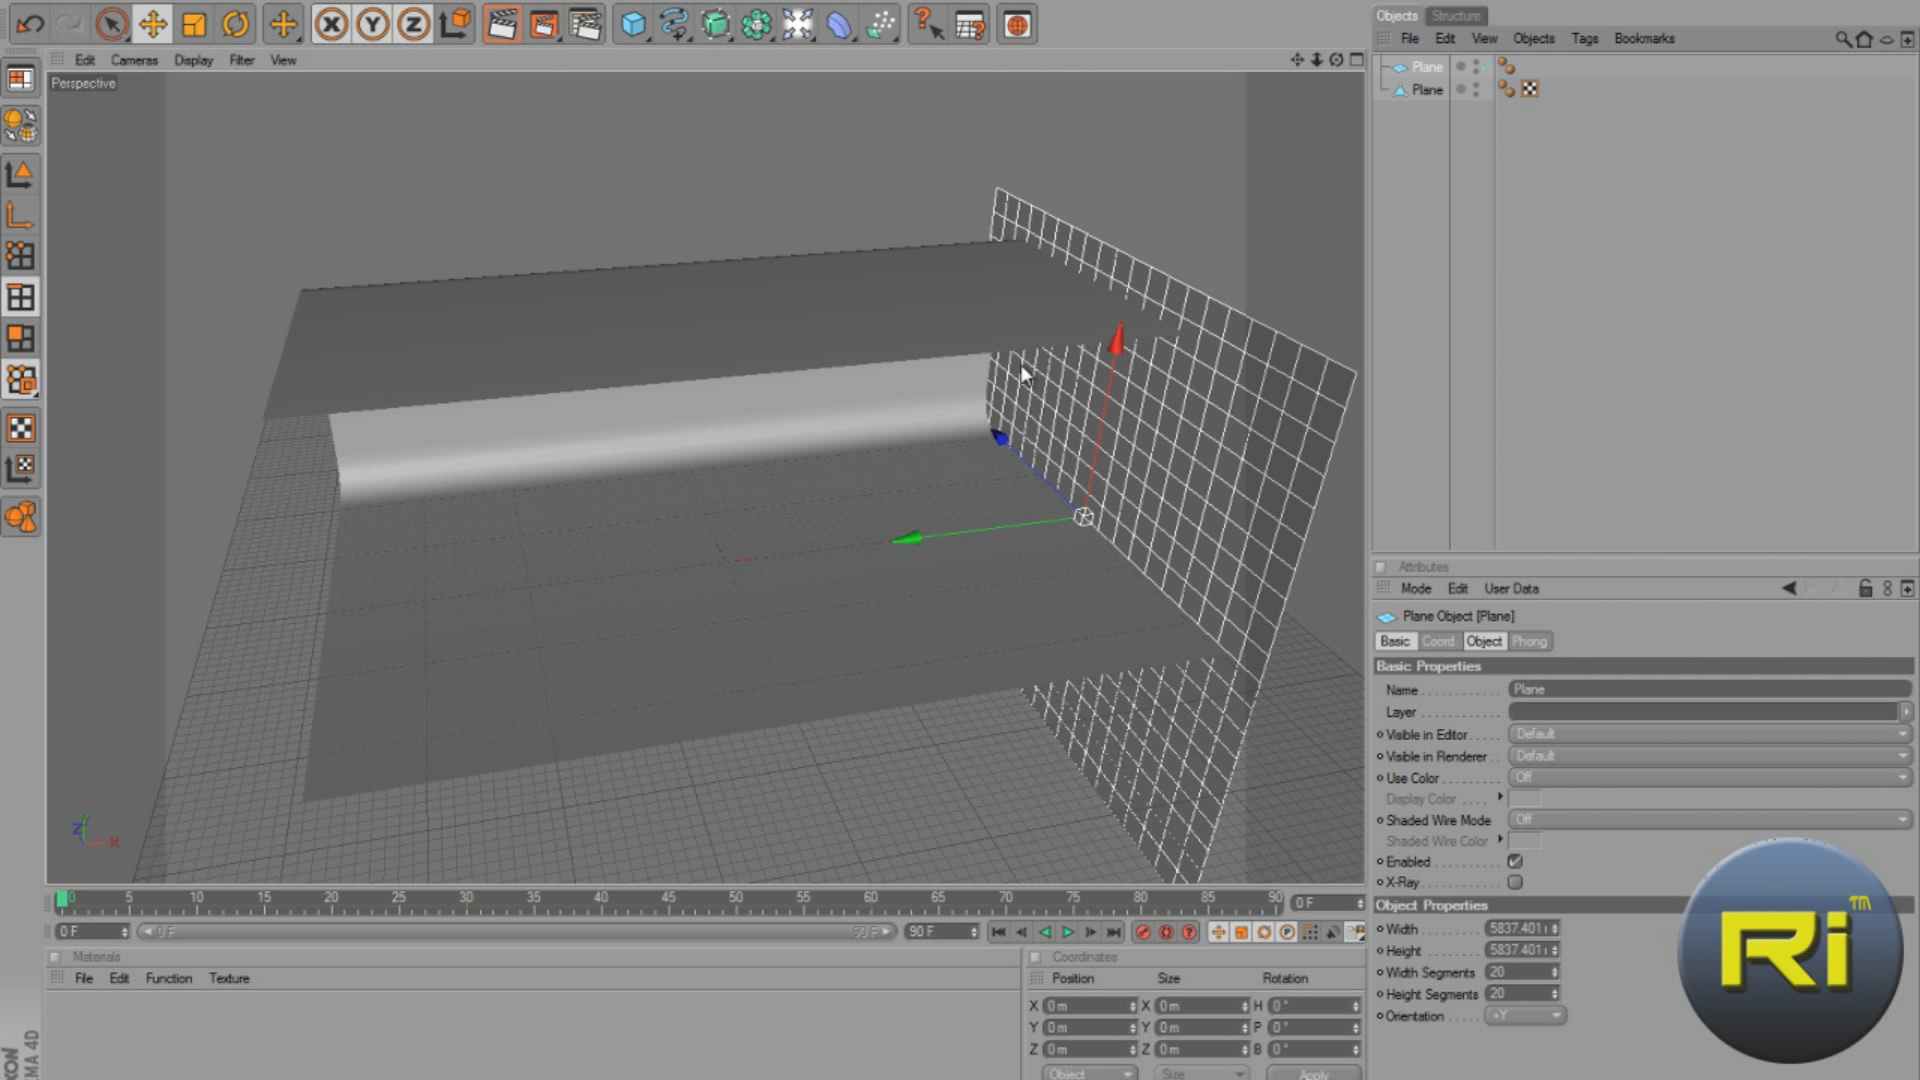 X Y Z
Edit Cameras Display Filter View
Perspective
Objects Structure
File Edit View Objects Tags Bookmarks
Plane
Plane
Attributes
Mode Edit User Data
Plane Object [Plane]
Basic Coord Object Phong
Basic Properties
Name Plane
Layer
Visible in Editor Default
Visible in Renderer Default
Use Color Off
Display Color
Shaded Wire Mode Off
Shaded Wire Color
Enabled
X-Ray
Object Properties
Width 5837.401
Height 5837.401
Width Segments 20
Height Segments 20
Orientation +Y
Ri TM
Y
Z
X
0 5 10 15 20 25 30 35 40 45 50 55 60 65 70 75 80 85 90 0 F
0 F 0 F 90 F 90 F
Materials
File Edit Function Texture
Coordinates
Position Size Rotation
X 0 m X 0 m H 0 °
Y 0 m Y 0 m P 0 °
Z 0 m Z 0 m B 0 °
Object Size Apply